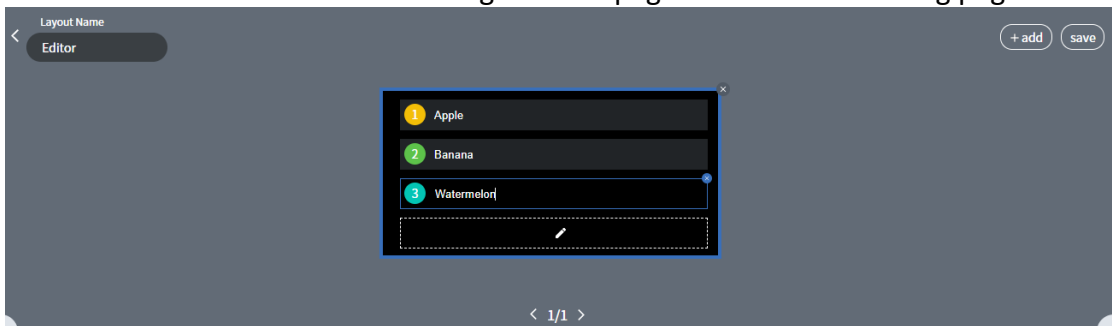 Layout Name
Editor
+ add
save
1 Apple
2 Banana
3 Watermelon
< 1/1 >